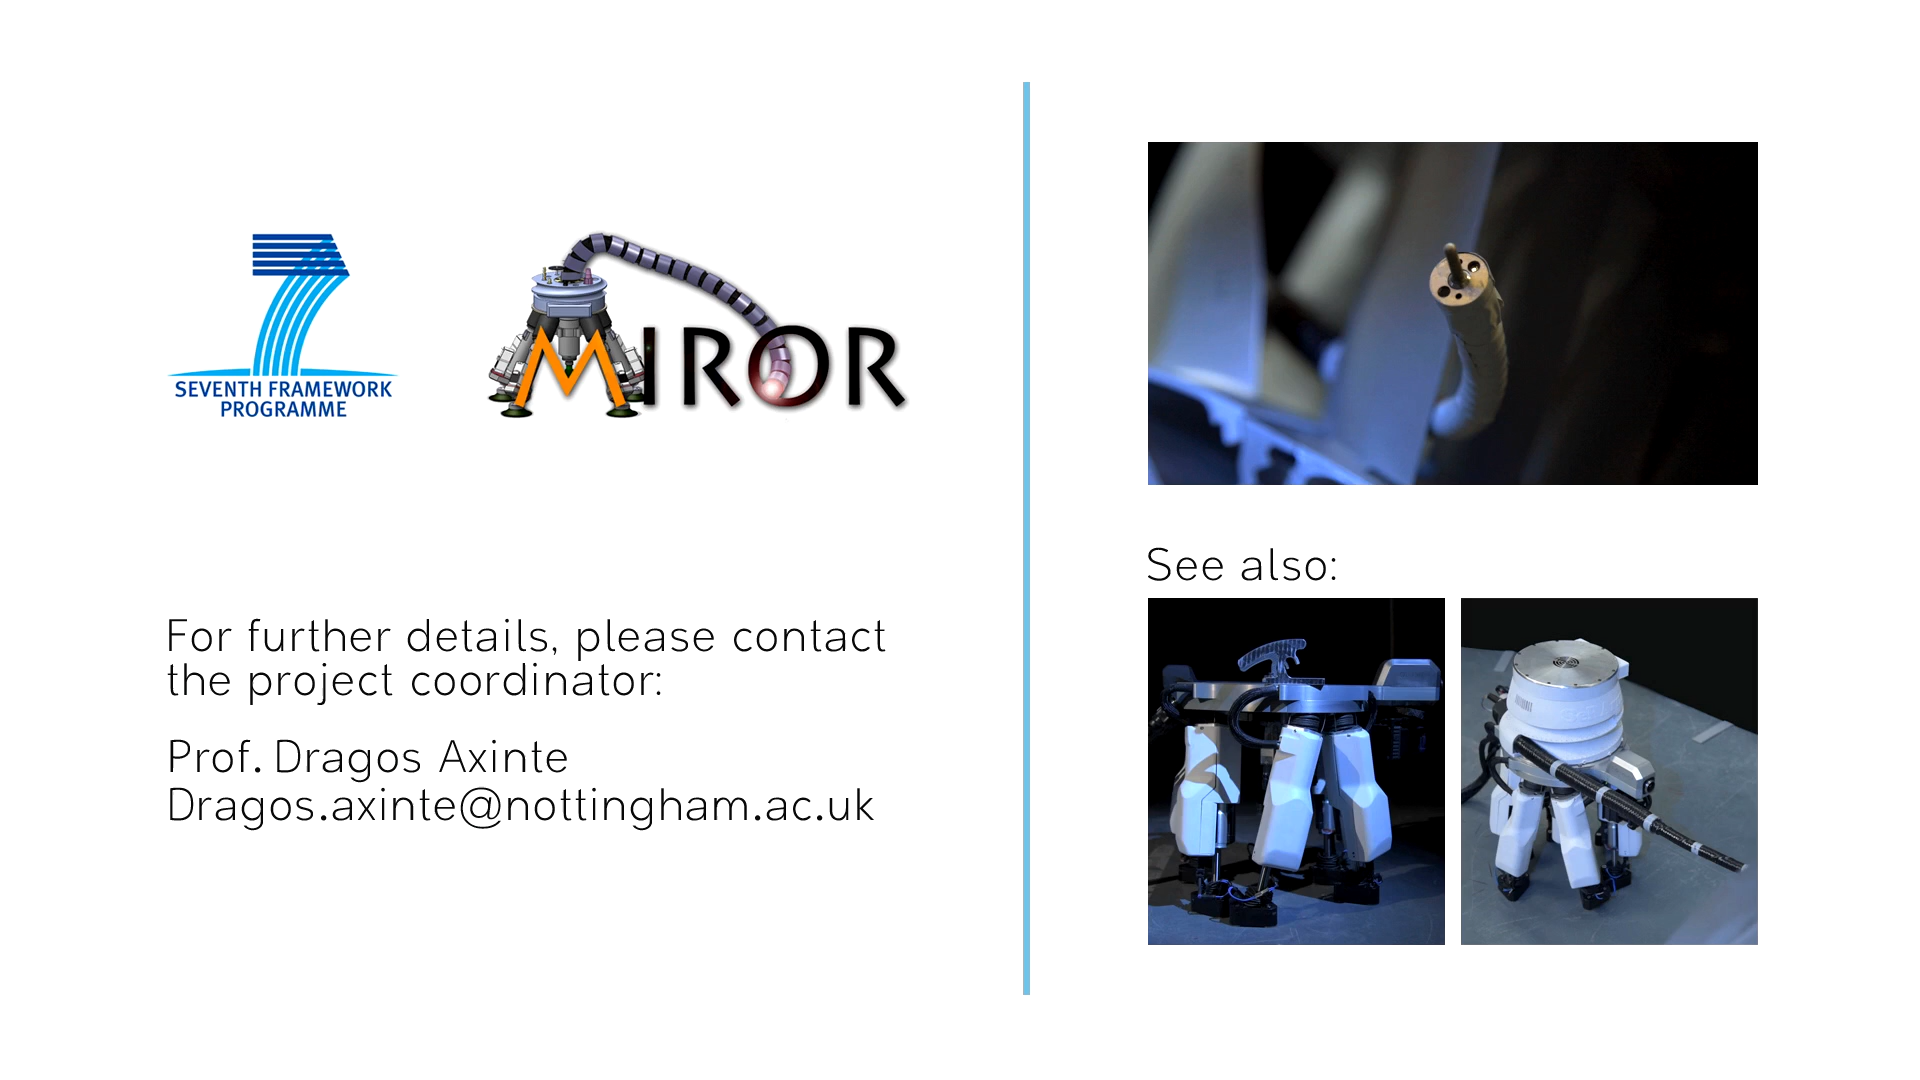 SEVENTH FRAMEWORK
PROGRAMME
MIROR
For further details, please contact
the project coordinator:
Prof. Dragos Axinte
Dragos.axinte@nottingham.ac.uk
See also: